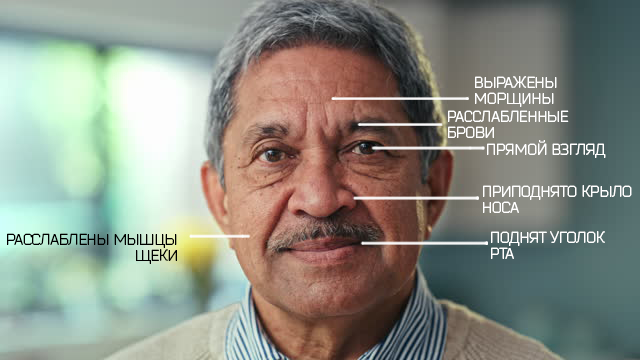 ВЫРАЖЕНЫ
МОРЩИНЫ
РАССЛАБЛЕННЫЕ
БРОВИ
ПРЯМОЙ ВЗГЛЯД
ПРИПОДНЯТО КРЫЛО
НОСА
РАССЛАБЛЕНЫ МЫШЦЫ
ЩЕКИ
ПОДНЯТ УГОЛОК
РТА